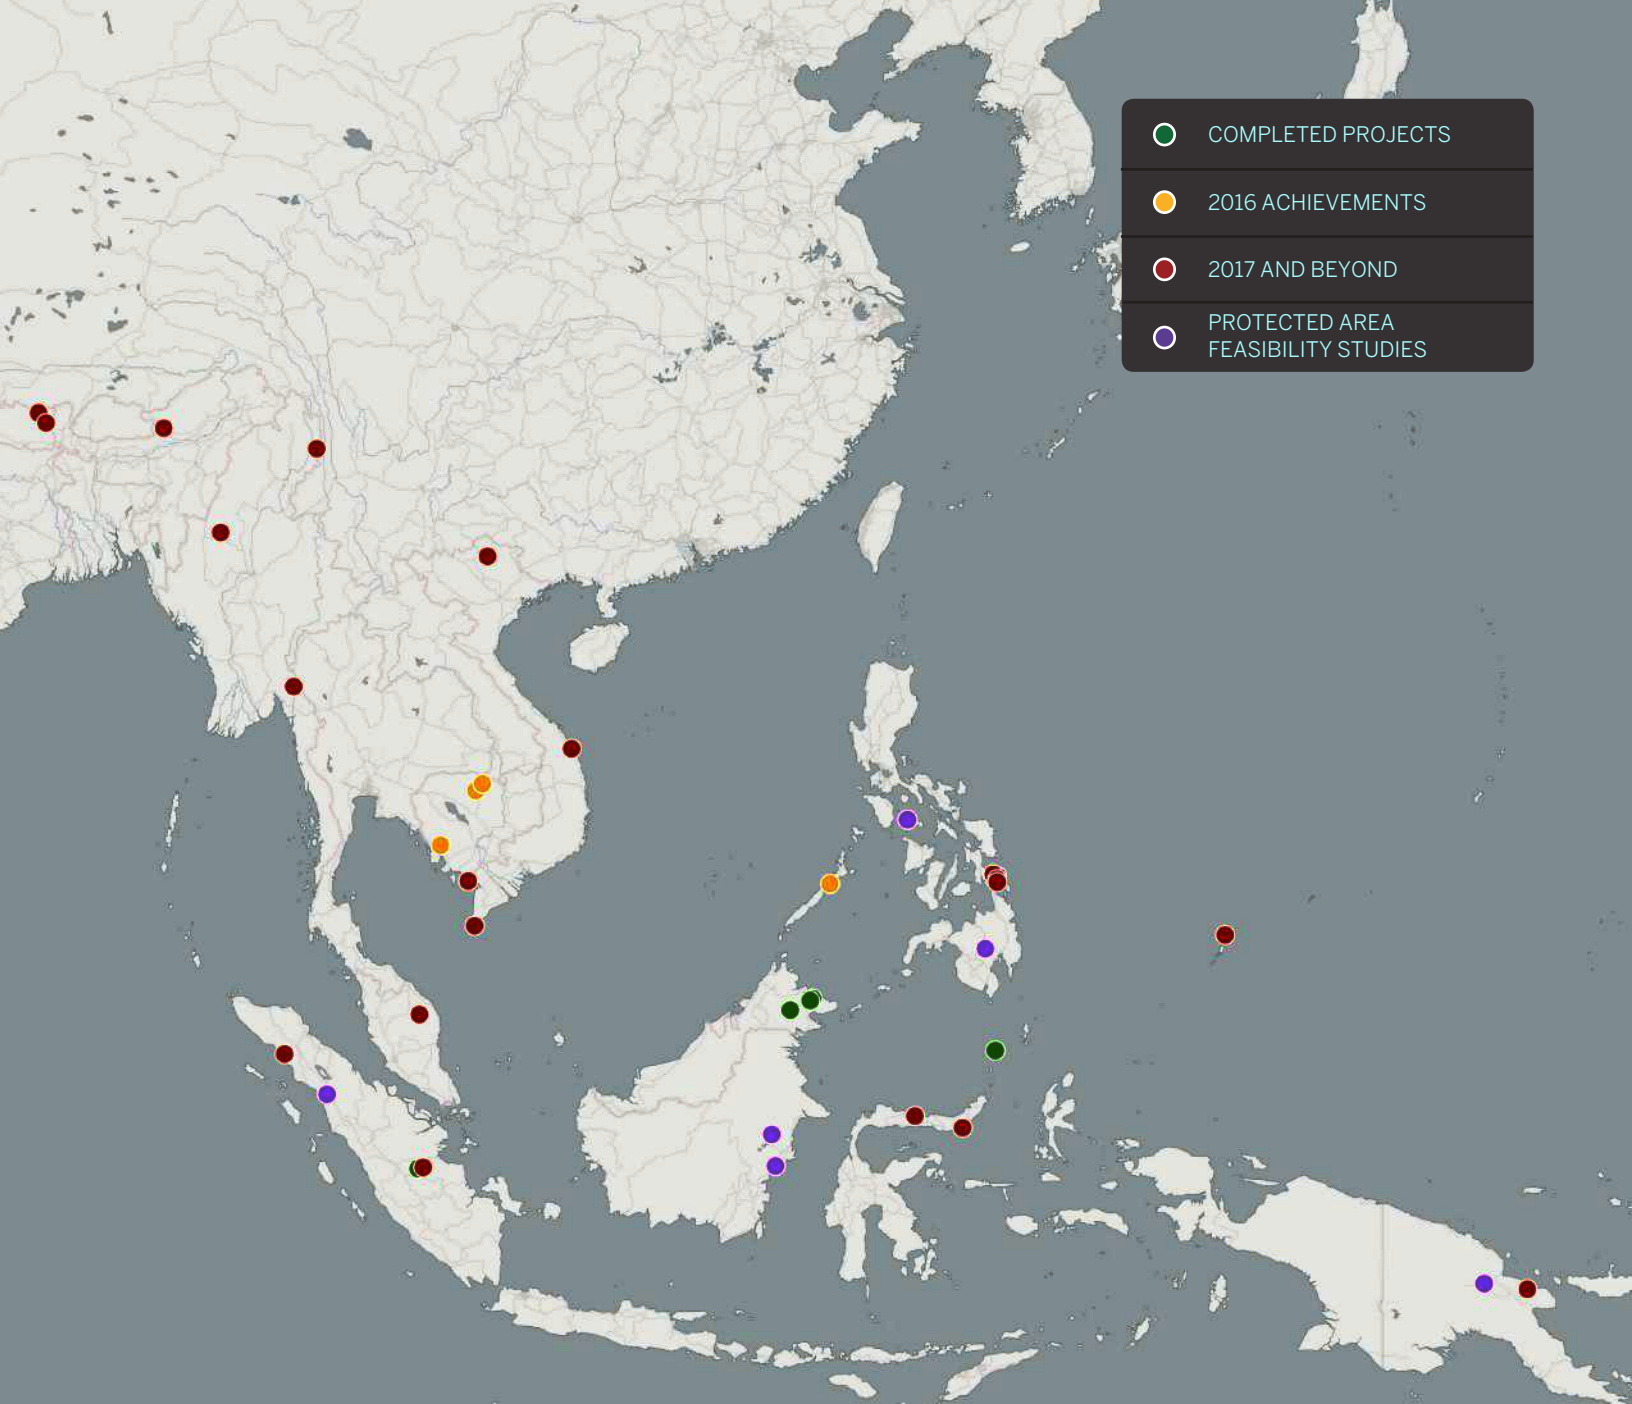 COMPLETED PROJECTS
2016 ACHIEVEMENTS
2017 AND BEYOND
PROTECTED AREA
FEASIBILITY STUDIES